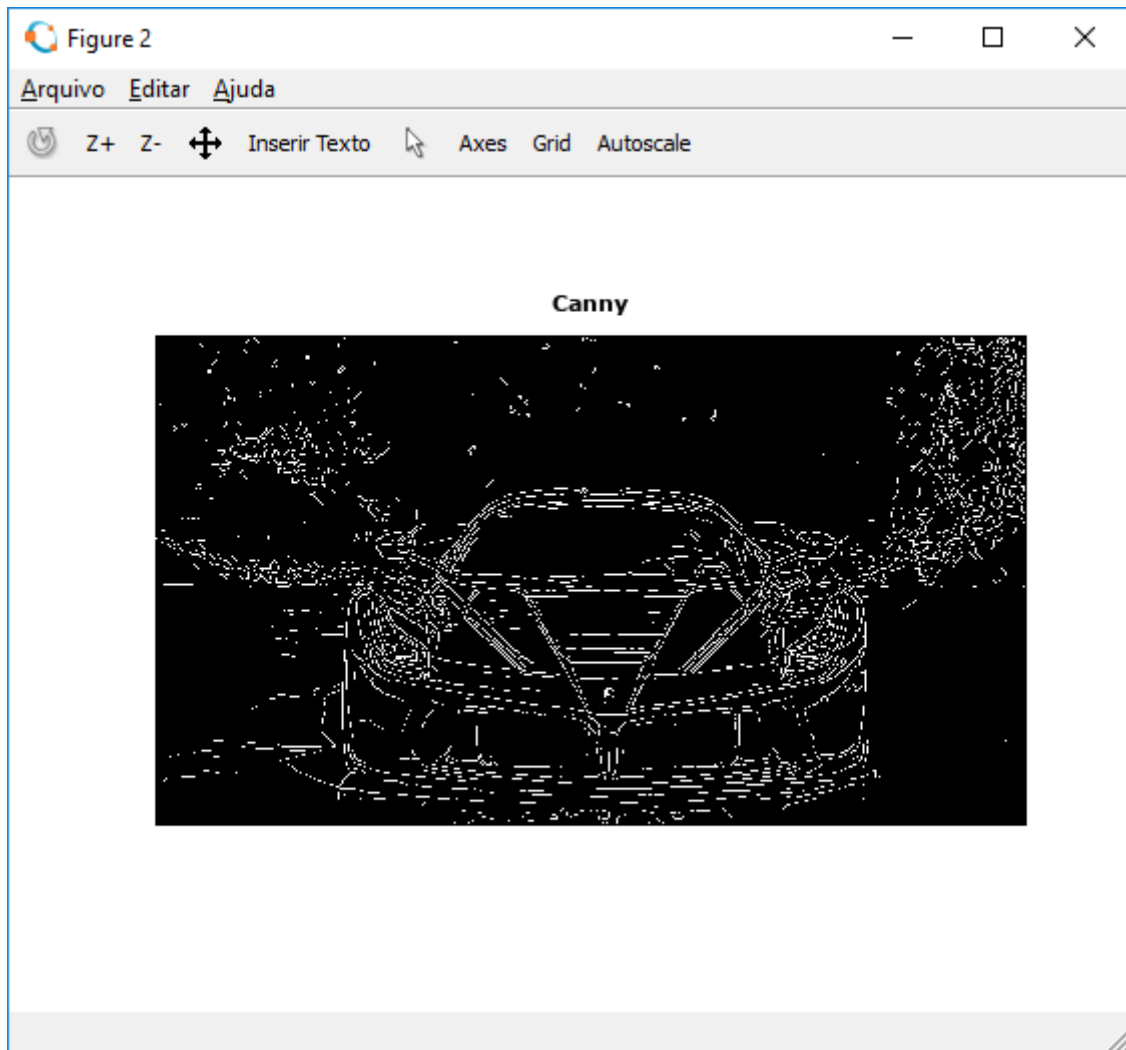 Figure 2
Arquivo Editar Ajuda
Z+ Z- Inserir Texto Axes Grid Autoscale
Canny